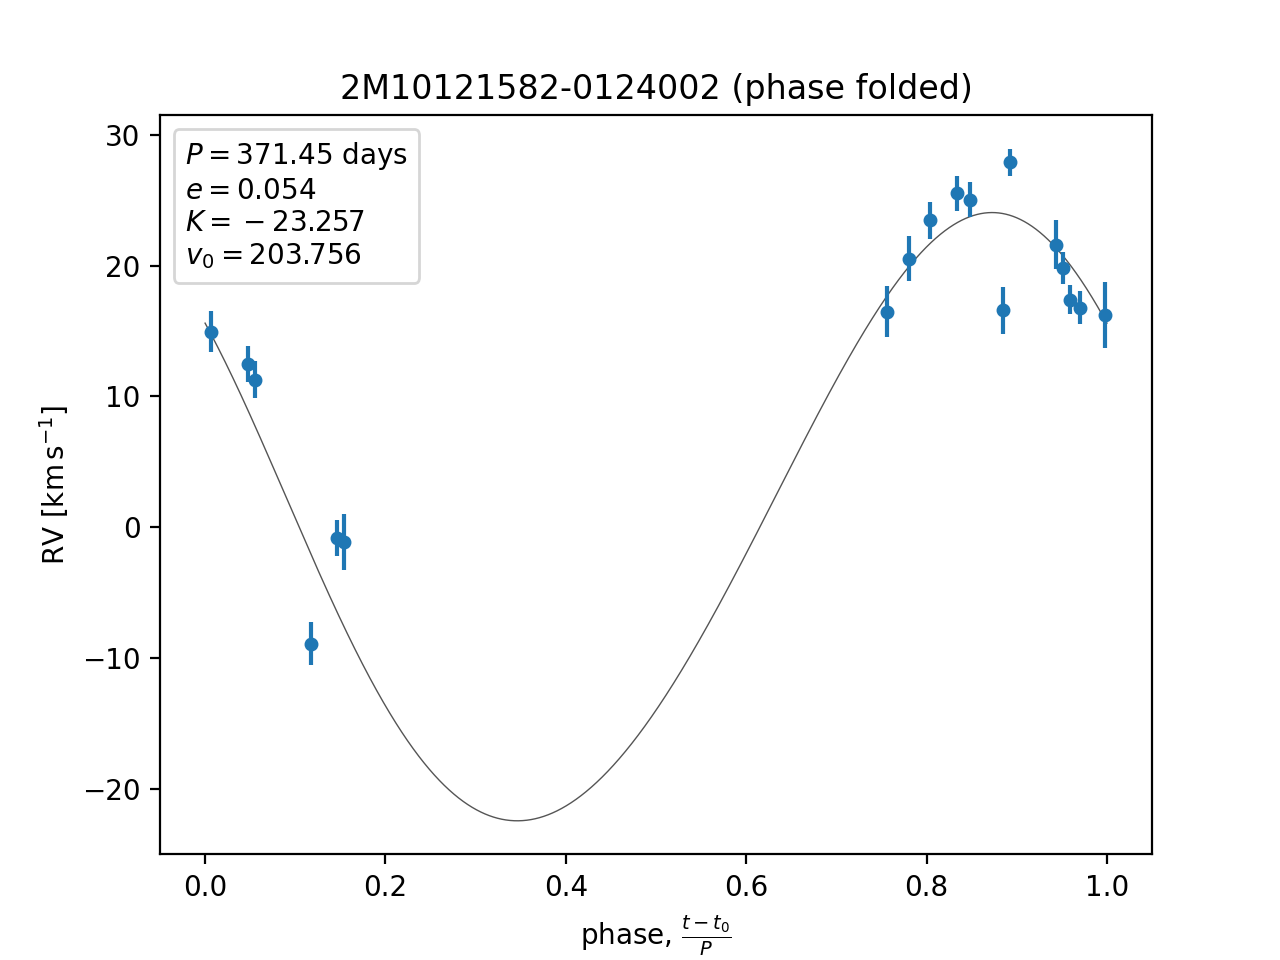 2M10121582-0124002 (phase folded)
P = 371.45 days
e = 0.054
K = −23.257
v₀ = 203.756
30
20
10
0
−10
−20
RV [km s⁻¹]
0.0 0.2 0.4 0.6 0.8 1.0
phase, (t − t₀)/P